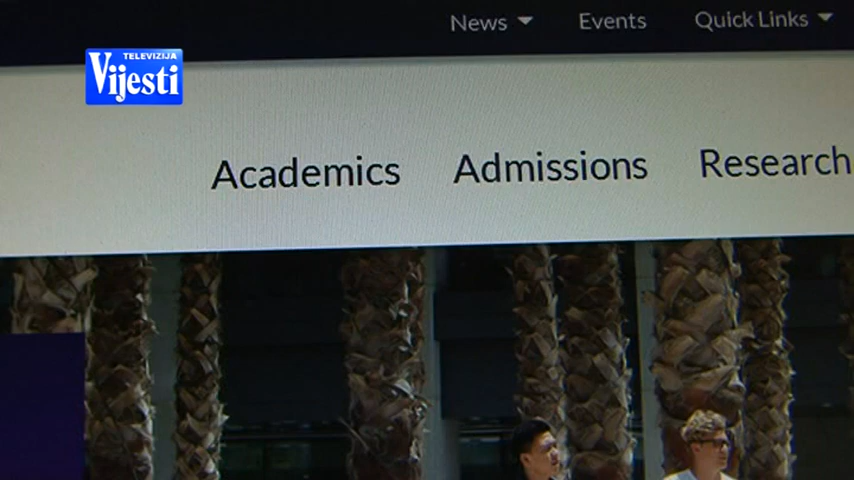 News Events Quick Links
TELEVIZIJA
Vijesti
Academics Admissions Research